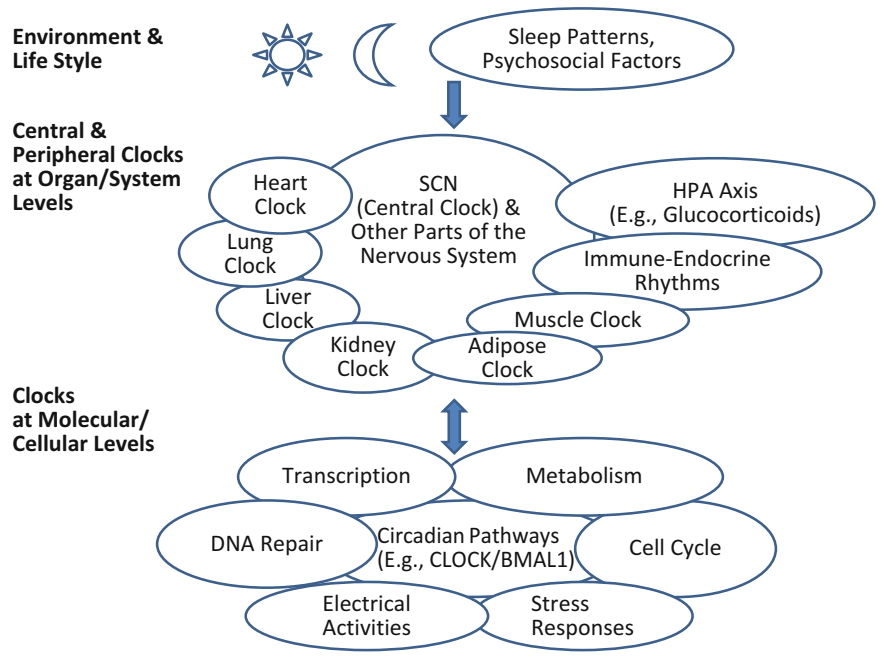 Environment &
Life Style
Sleep Patterns,
Psychosocial Factors
Central &
Peripheral Clocks
at Organ/System
Levels
Heart
Clock
Lung
Clock
Liver
Clock
Kidney
Clock
SCN
(Central Clock) &
Other Parts of the
Nervous System
HPA Axis
(E.g., Glucocorticoids)
Immune-Endocrine
Rhythms
Muscle Clock
Adipose
Clock
Clocks
at Molecular/
Cellular Levels
Transcription
Metabolism
DNA Repair
Circadian Pathways
(E.g., CLOCK/BMAL1)
Cell Cycle
Electrical
Activities
Stress
Responses